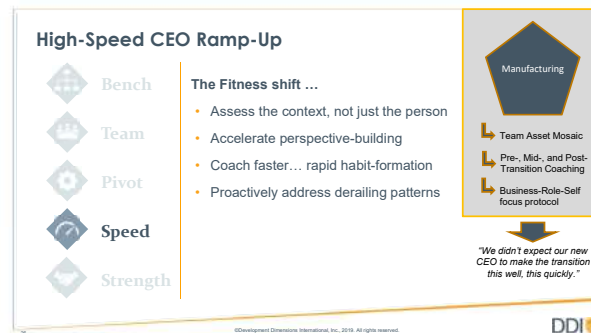 High-Speed CEO Ramp-Up
Bench
Team
Pivot
Speed
Strength
The Fitness shift …
• Assess the context, not just the person
• Accelerate perspective-building
• Coach faster… rapid habit-formation
• Proactively address derailing patterns
Manufacturing
Team Asset Mosaic
Pre-, Mid-, and Post-
Transition Coaching
Business-Role-Self
focus protocol
“We didn’t expect our new
CEO to make the transition
this well, this quickly.”
©Development Dimensions International, Inc., 2019. All rights reserved.
DDI